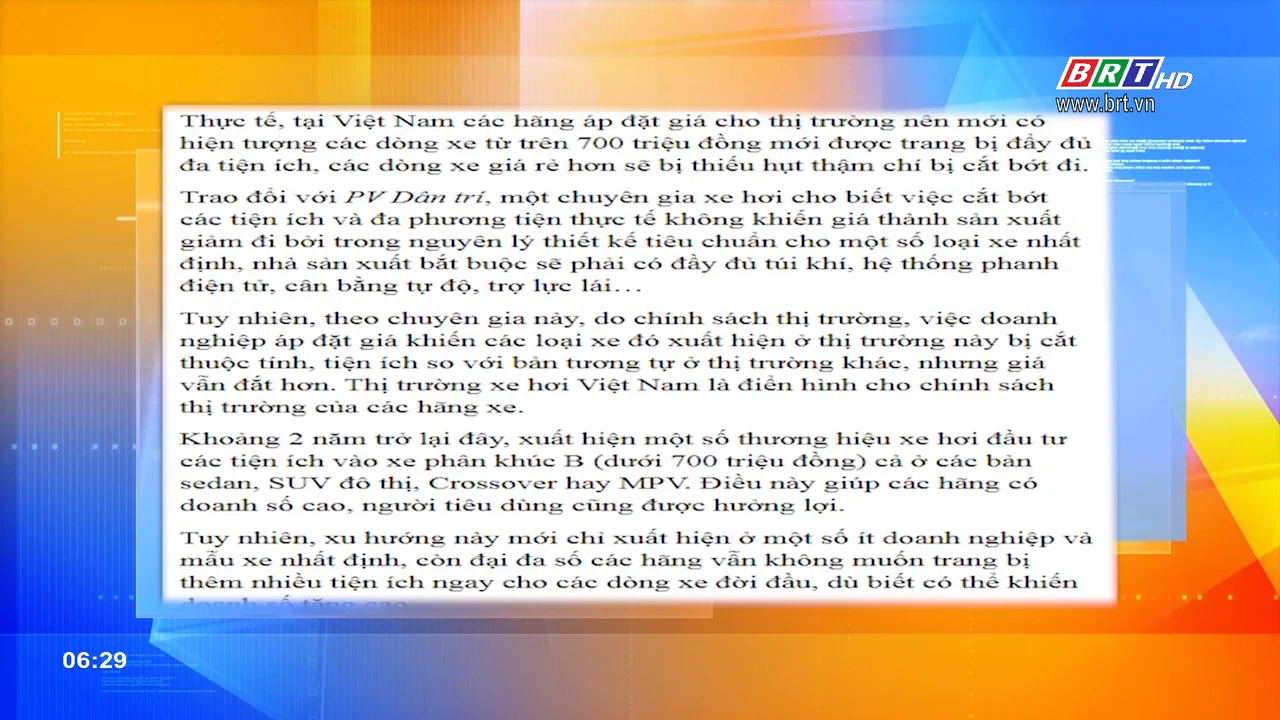 BRT HD
www.brt.vn
Thực tế, tại Việt Nam các hãng áp đặt giá cho thị trường nên mới có
hiện tượng các dòng xe từ trên 700 triệu đồng mới được trang bị đầy đủ
đa tiện ích, các dòng xe giá rẻ hơn sẽ bị thiếu hụt thậm chí bị cắt bớt đi.
Trao đổi với PV Dân trí, một chuyên gia xe hơi cho biết việc cắt bớt
các tiện ích và đa phương tiện thực tế không khiến giá thành sản xuất
giảm đi bởi trong nguyên lý thiết kế tiêu chuẩn cho một số loại xe nhất
định, nhà sản xuất bắt buộc sẽ phải có đầy đủ túi khí, hệ thống phanh
điện tử, cân bằng tự độ, trợ lực lái...
Tuy nhiên, theo chuyên gia này, do chính sách thị trường, việc doanh
nghiệp áp đặt giá khiến các loại xe đó xuất hiện ở thị trường này bị cắt
thuộc tính, tiện ích so với bản tương tự ở thị trường khác, nhưng giá
vẫn đắt hơn. Thị trường xe hơi Việt Nam là điển hình cho chính sách
thị trường của các hãng xe.
Khoảng 2 năm trở lại đây, xuất hiện một số thương hiệu xe hơi đầu tư
các tiện ích vào xe phân khúc B (dưới 700 triệu đồng) cả ở các bản
sedan, SUV đô thị, Crossover hay MPV. Điều này giúp các hãng có
doanh số cao, người tiêu dùng cũng được hưởng lợi.
Tuy nhiên, xu hướng này mới chỉ xuất hiện ở một số ít doanh nghiệp và
mẫu xe nhất định, còn đại đa số các hãng vẫn không muốn trang bị
thêm nhiều tiện ích ngay cho các dòng xe đời đầu, dù biết có thể khiến
doanh số tăng cao
06:29